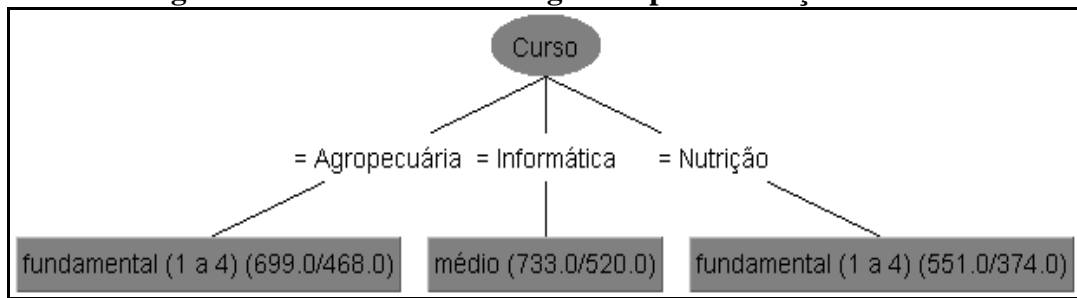 Curso
= Agropecuária = Informática = Nutrição
fundamental (1 a 4) (699.0/468.0) médio (733.0/520.0) fundamental (1 a 4) (551.0/374.0)